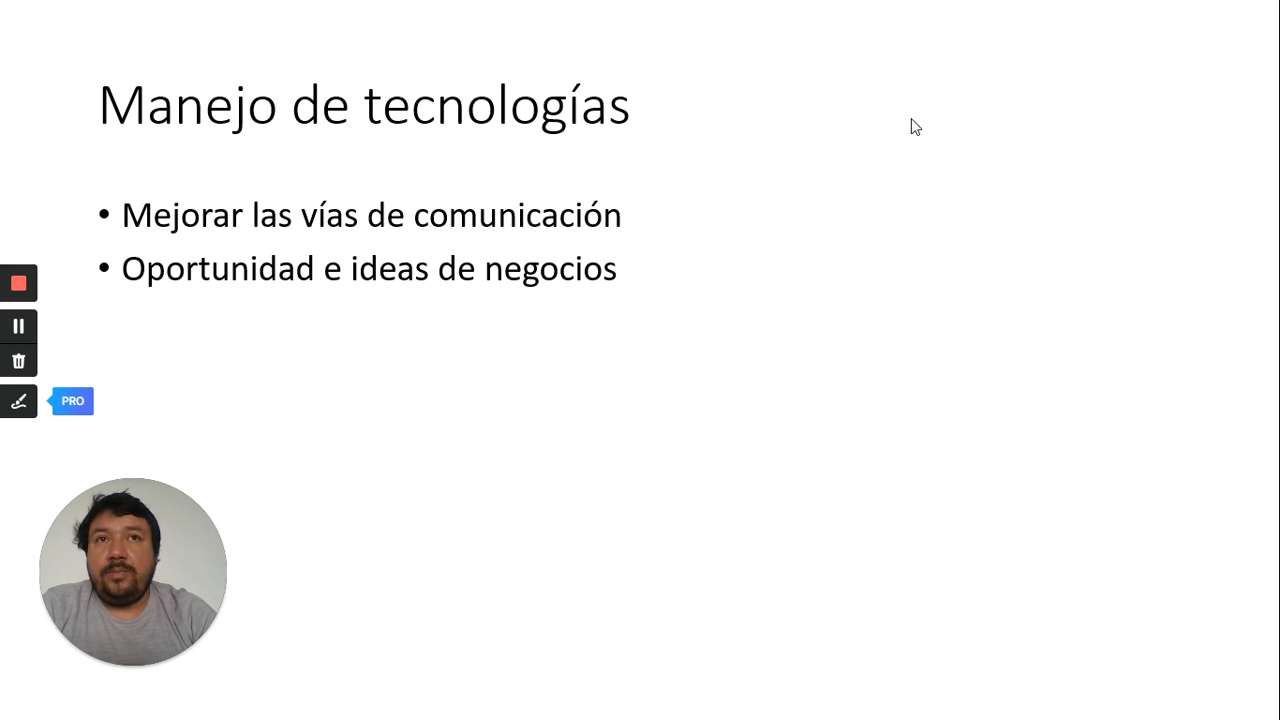 Manejo de tecnologías
• Mejorar las vías de comunicación
• Oportunidad e ideas de negocios
PRO